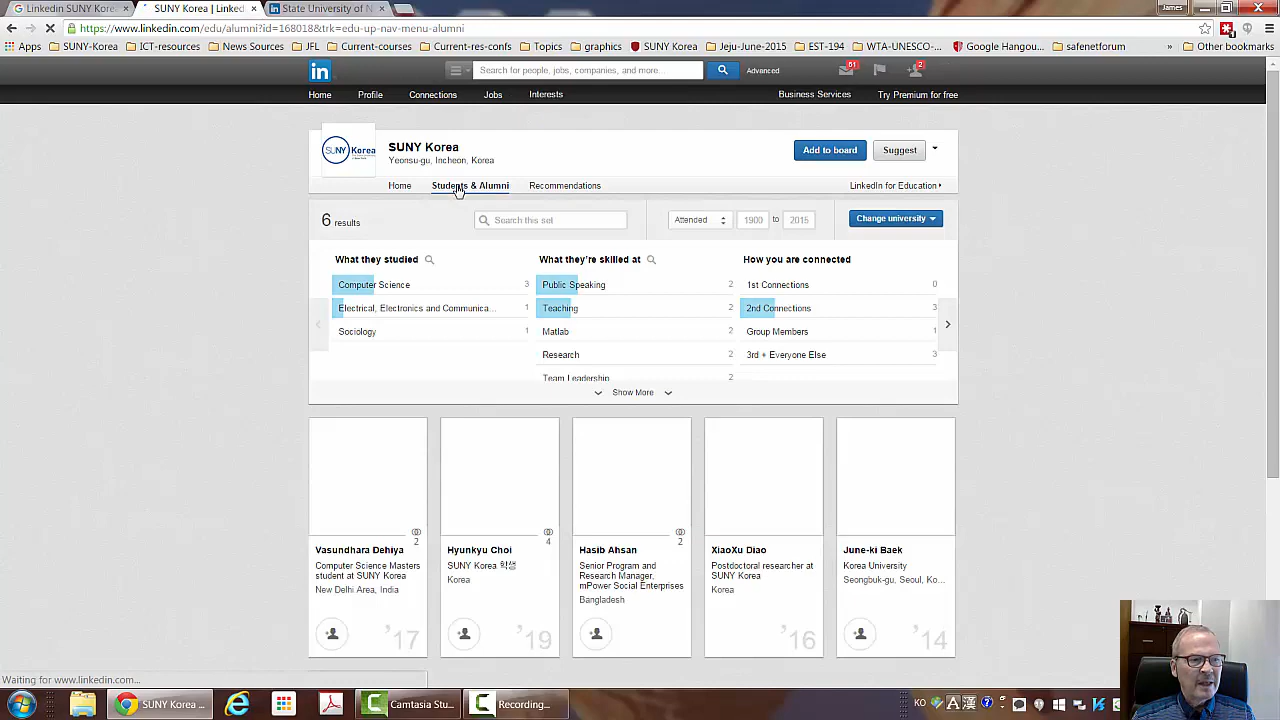 Linkedin SUNY Kore
SUNY Korea | Linked
State University of N
James
https://www.linkedin.com/edu/alumni?id=168018&trk=edu-up-nav-menu-alumni
Apps
SUNY-Korea
ICT-resources
News Sources
JFL
Current-courses
Current-res-confs
Topics
graphics
SUNY Korea
Jeju-June-2015
EST-194
WTA-UNESCO-...
Google Hangou...
safenetforum
»
Other bookmarks
in
Search for people, jobs, companies, and more...
Advanced
61
2
Home
Profile
Connections
Jobs
Interests
Business Services
Try Premium for free
SUNY Korea
SUNY Korea
Yeonsu-gu, Incheon, Korea
Add to board
Suggest
Home
Students & Alumni
Recommendations
LinkedIn for Education
6 results
Search this set
Attended
1900
to
2015
Change university
What they studied
What they're skilled at
How you are connected
Computer Science
3
Public Speaking
2
1st Connections
0
Electrical, Electronics and Communica...
1
Teaching
2
2nd Connections
3
Sociology
1
Matlab
2
Group Members
1
Research
2
3rd + Everyone Else
3
Team Leadership
2
Show More
2
4
2
Vasundhara Dehiya
Computer Science Masters
student at SUNY Korea
New Delhi Area, India
'17
Hyunkyu Choi
SUNY Korea 학생
Korea
'19
Hasib Ahsan
Senior Program and
Research Manager,
mPower Social Enterprises
Bangladesh
XiaoXu Diao
Postdoctoral researcher at
SUNY Korea
Korea
'16
June-ki Baek
Korea University
Seongbuk-gu, Seoul, Ko...
'14
Waiting for www.linkedin.com...
SUNY Korea ...
Camtasia Stu...
Recording...
KO
A
漢